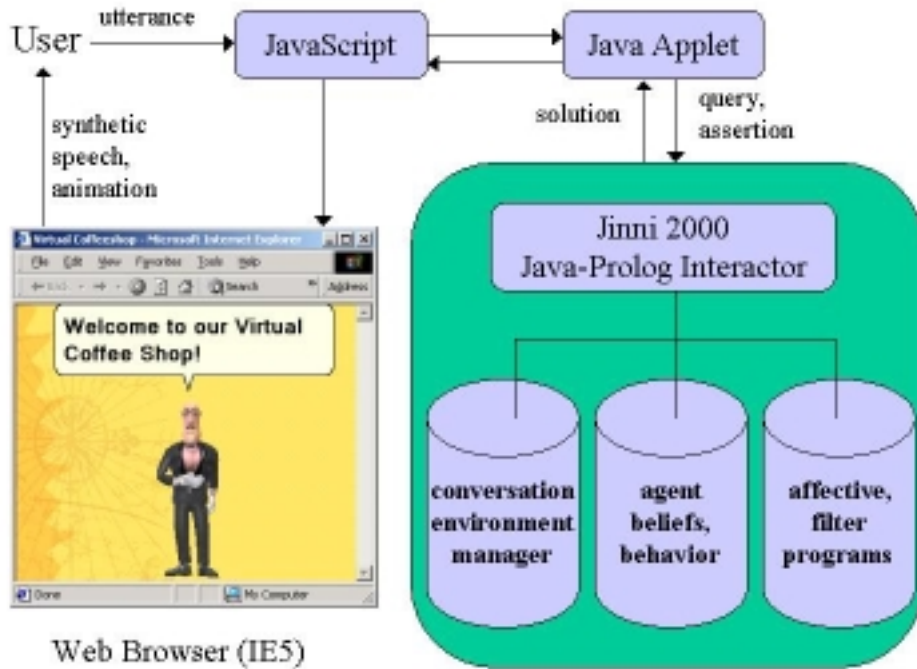 utterance
User
JavaScript
Java Applet
synthetic
speech,
animation
solution
query,
assertion
Virtual Coffeeshop - Microsoft Internet Explorer
File Edit View Favorites Tools Help
Search
Address
Welcome to our Virtual
Coffee Shop!
Done
My Computer
Web Browser (IE5)
Jinni 2000
Java-Prolog Interactor
conversation
environment
manager
agent
beliefs,
behavior
affective,
filter
programs